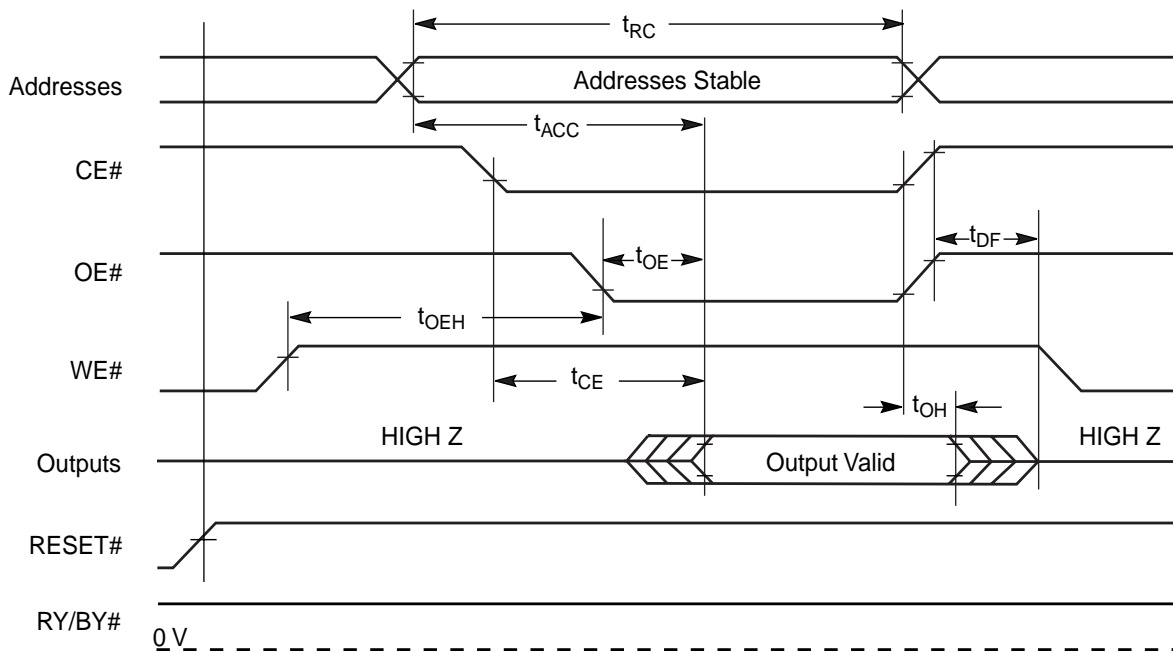 tRC
Addresses
Addresses Stable
tACC
CE#
tDF
OE#
tOE
tOEH
WE#
tCE
tOH
HIGH Z
HIGH Z
Outputs
Output Valid
RESET#
RY/BY#
0 V